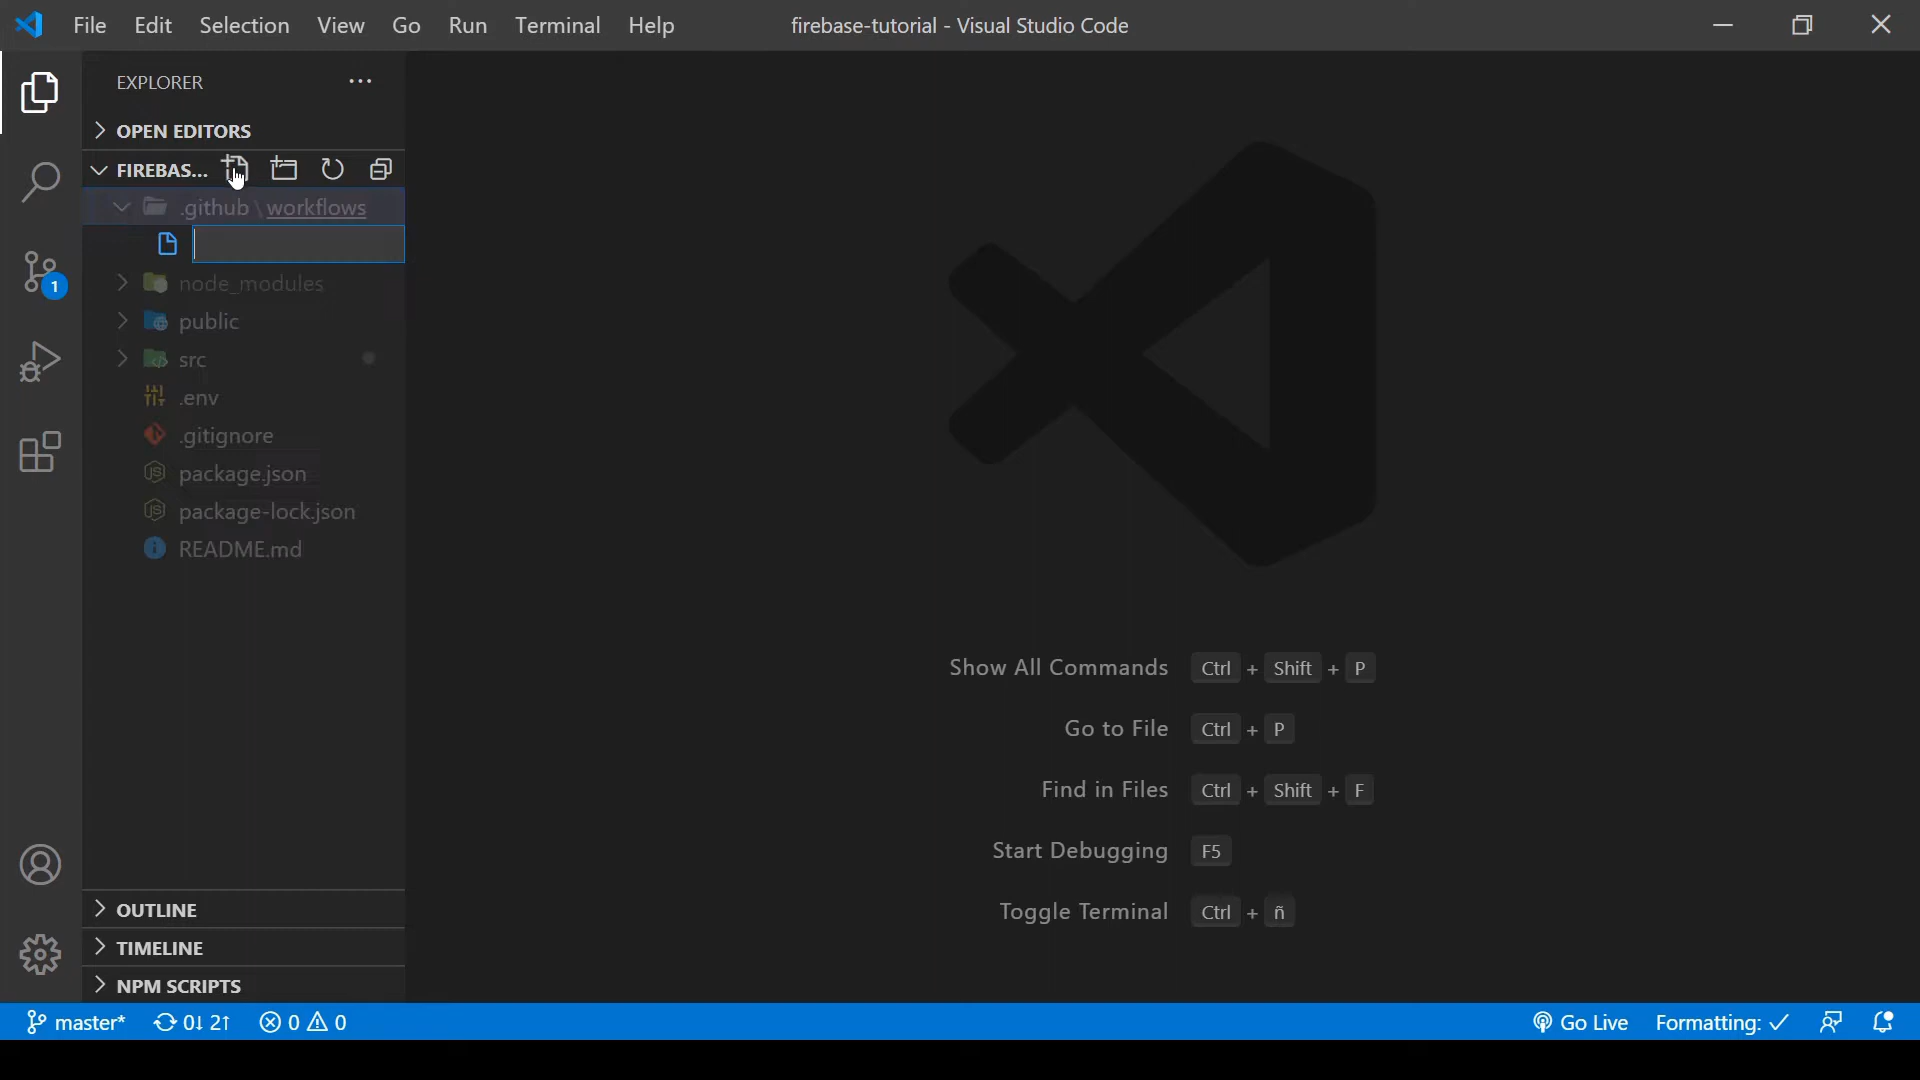 File Edit Selection View Go Run Terminal Help firebase-tutorial - Visual Studio Code
EXPLORER
OPEN EDITORS
FIREBAS...
.github \ workflows
node_modules
public
src
.env
.gitignore
package.json
package-lock.json
README.md
Show All Commands Ctrl + Shift + P
Go to File Ctrl + P
Find in Files Ctrl + Shift + F
Start Debugging F5
Toggle Terminal Ctrl + ñ
1
OUTLINE
TIMELINE
NPM SCRIPTS
master* 0↓ 2↑ 0 0 Go Live Formatting: ✓